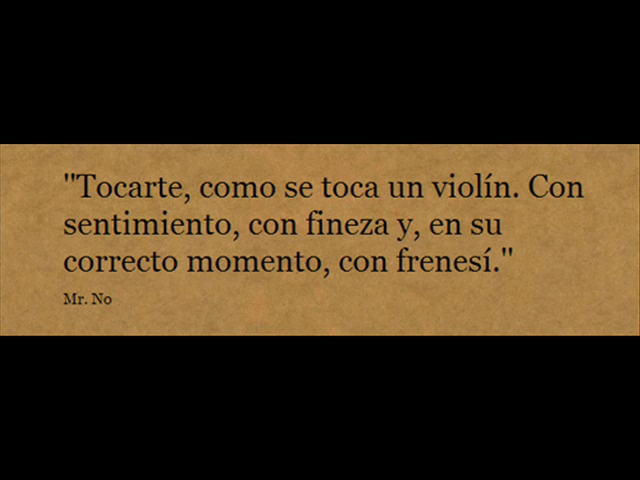 "Tocarte, como se toca un violín. Con
sentimiento, con fineza y, en su
correcto momento, con frenesí."
Mr. No